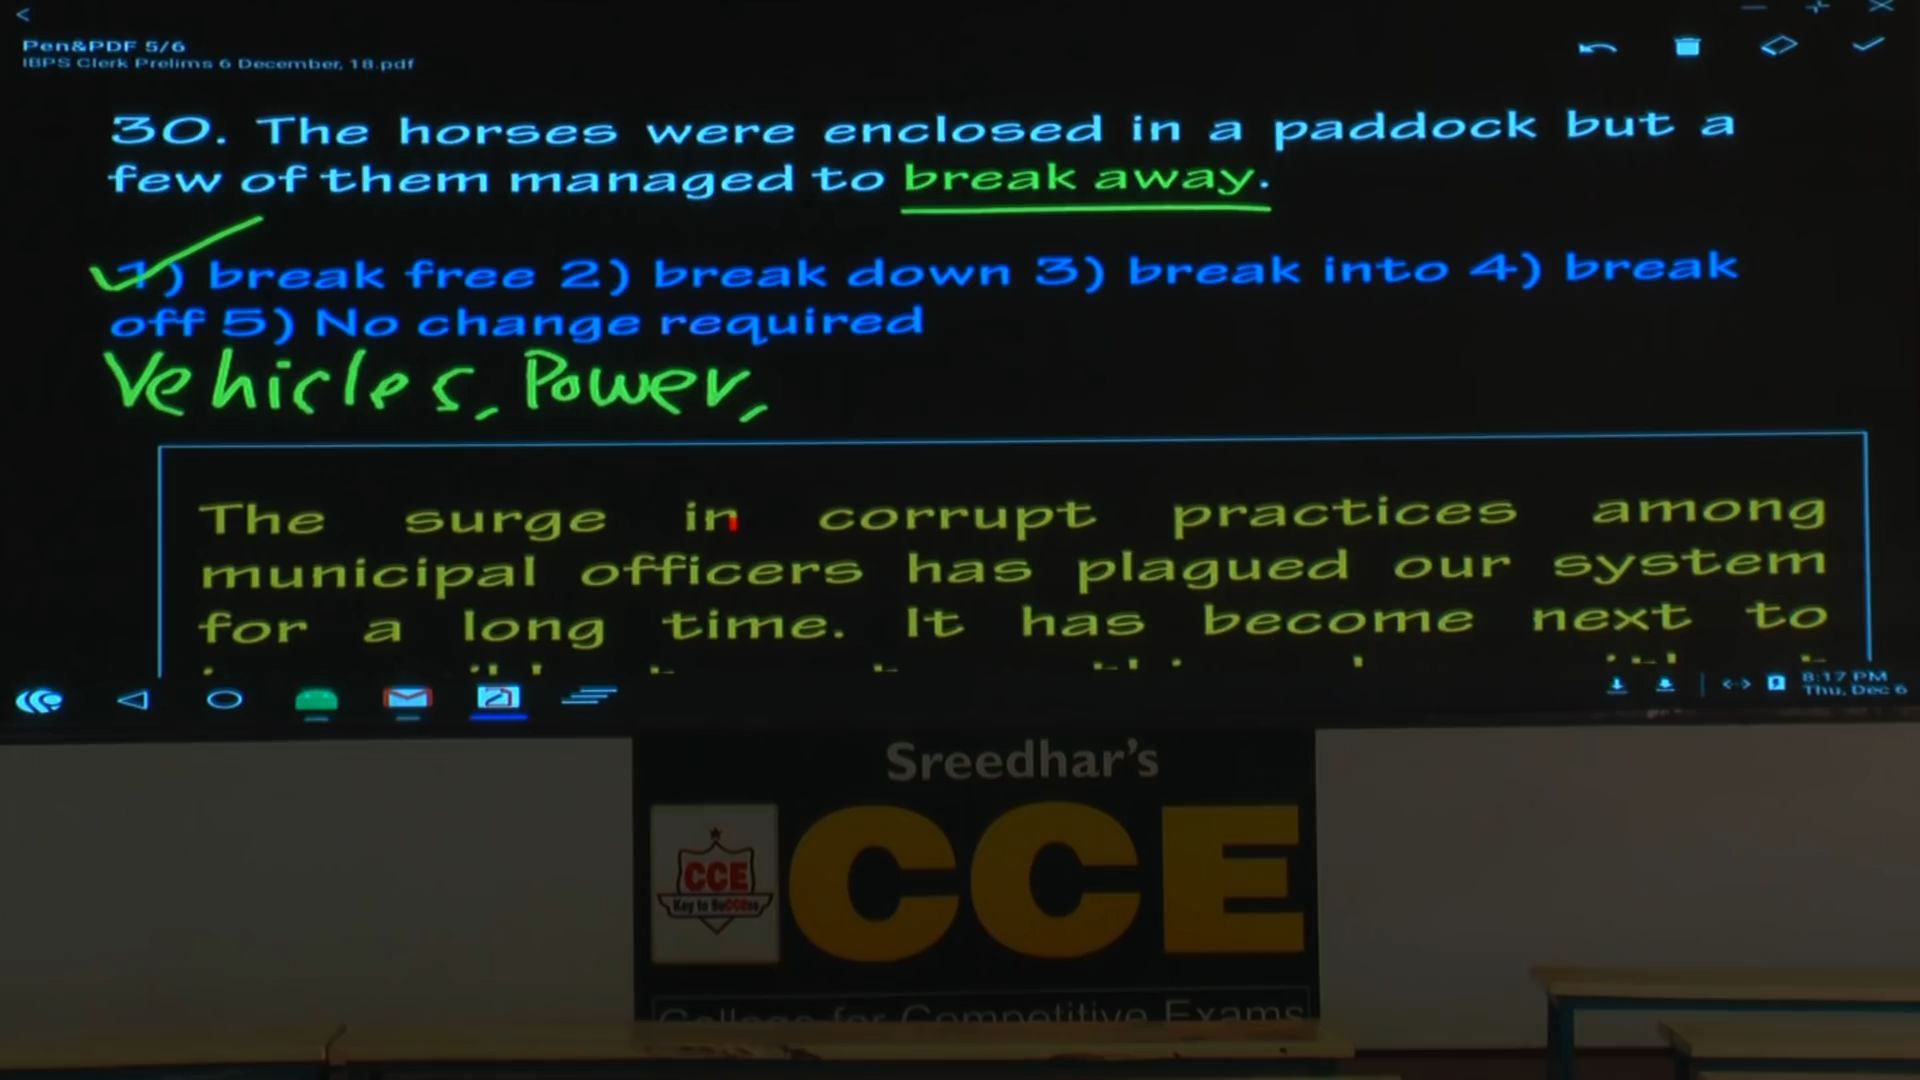 Pen&PDF 5/6
IBPS Clerk Prelims 6 December, 18.pdf
30. The horses were enclosed in a paddock but a
few of them managed to break away.
1) break free 2) break down 3) break into 4) break
off 5) No change required
Vehicles, Power,
The surge in corrupt practices among
municipal officers has plagued our system
for a long time. It has become next to
8:17 PM
Thu, Dec 6
Sreedhar's
CCE
CCE
Key to SuCCEss
College for Competitive Exams